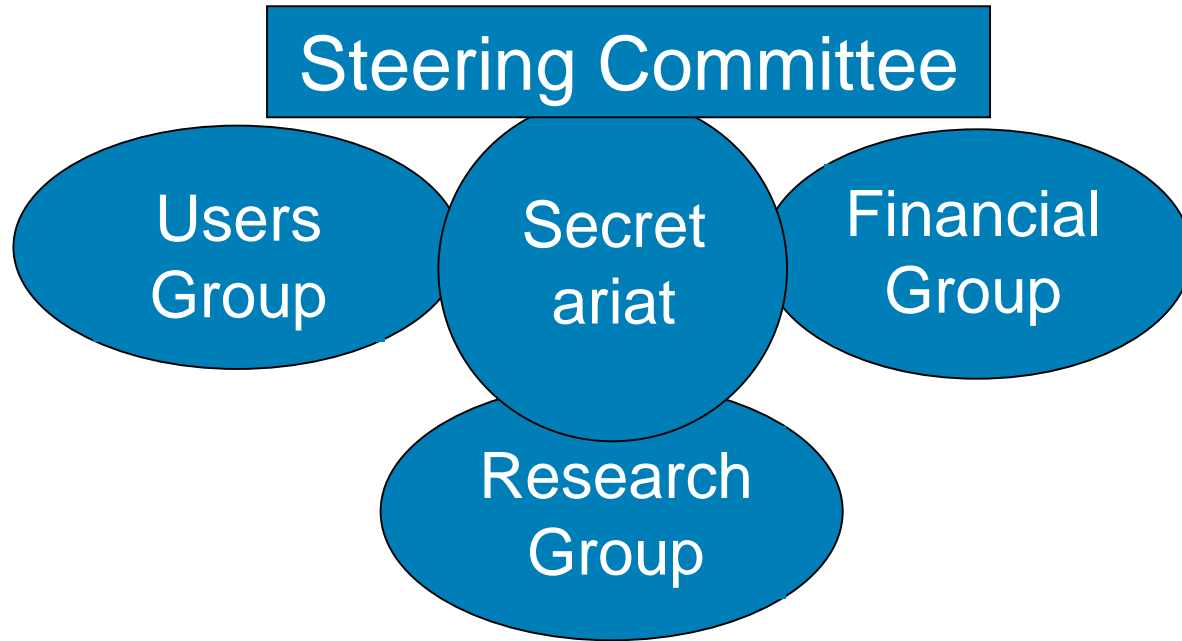 Steering Committee
Users
Group
Secret
ariat
Financial
Group
Research
Group